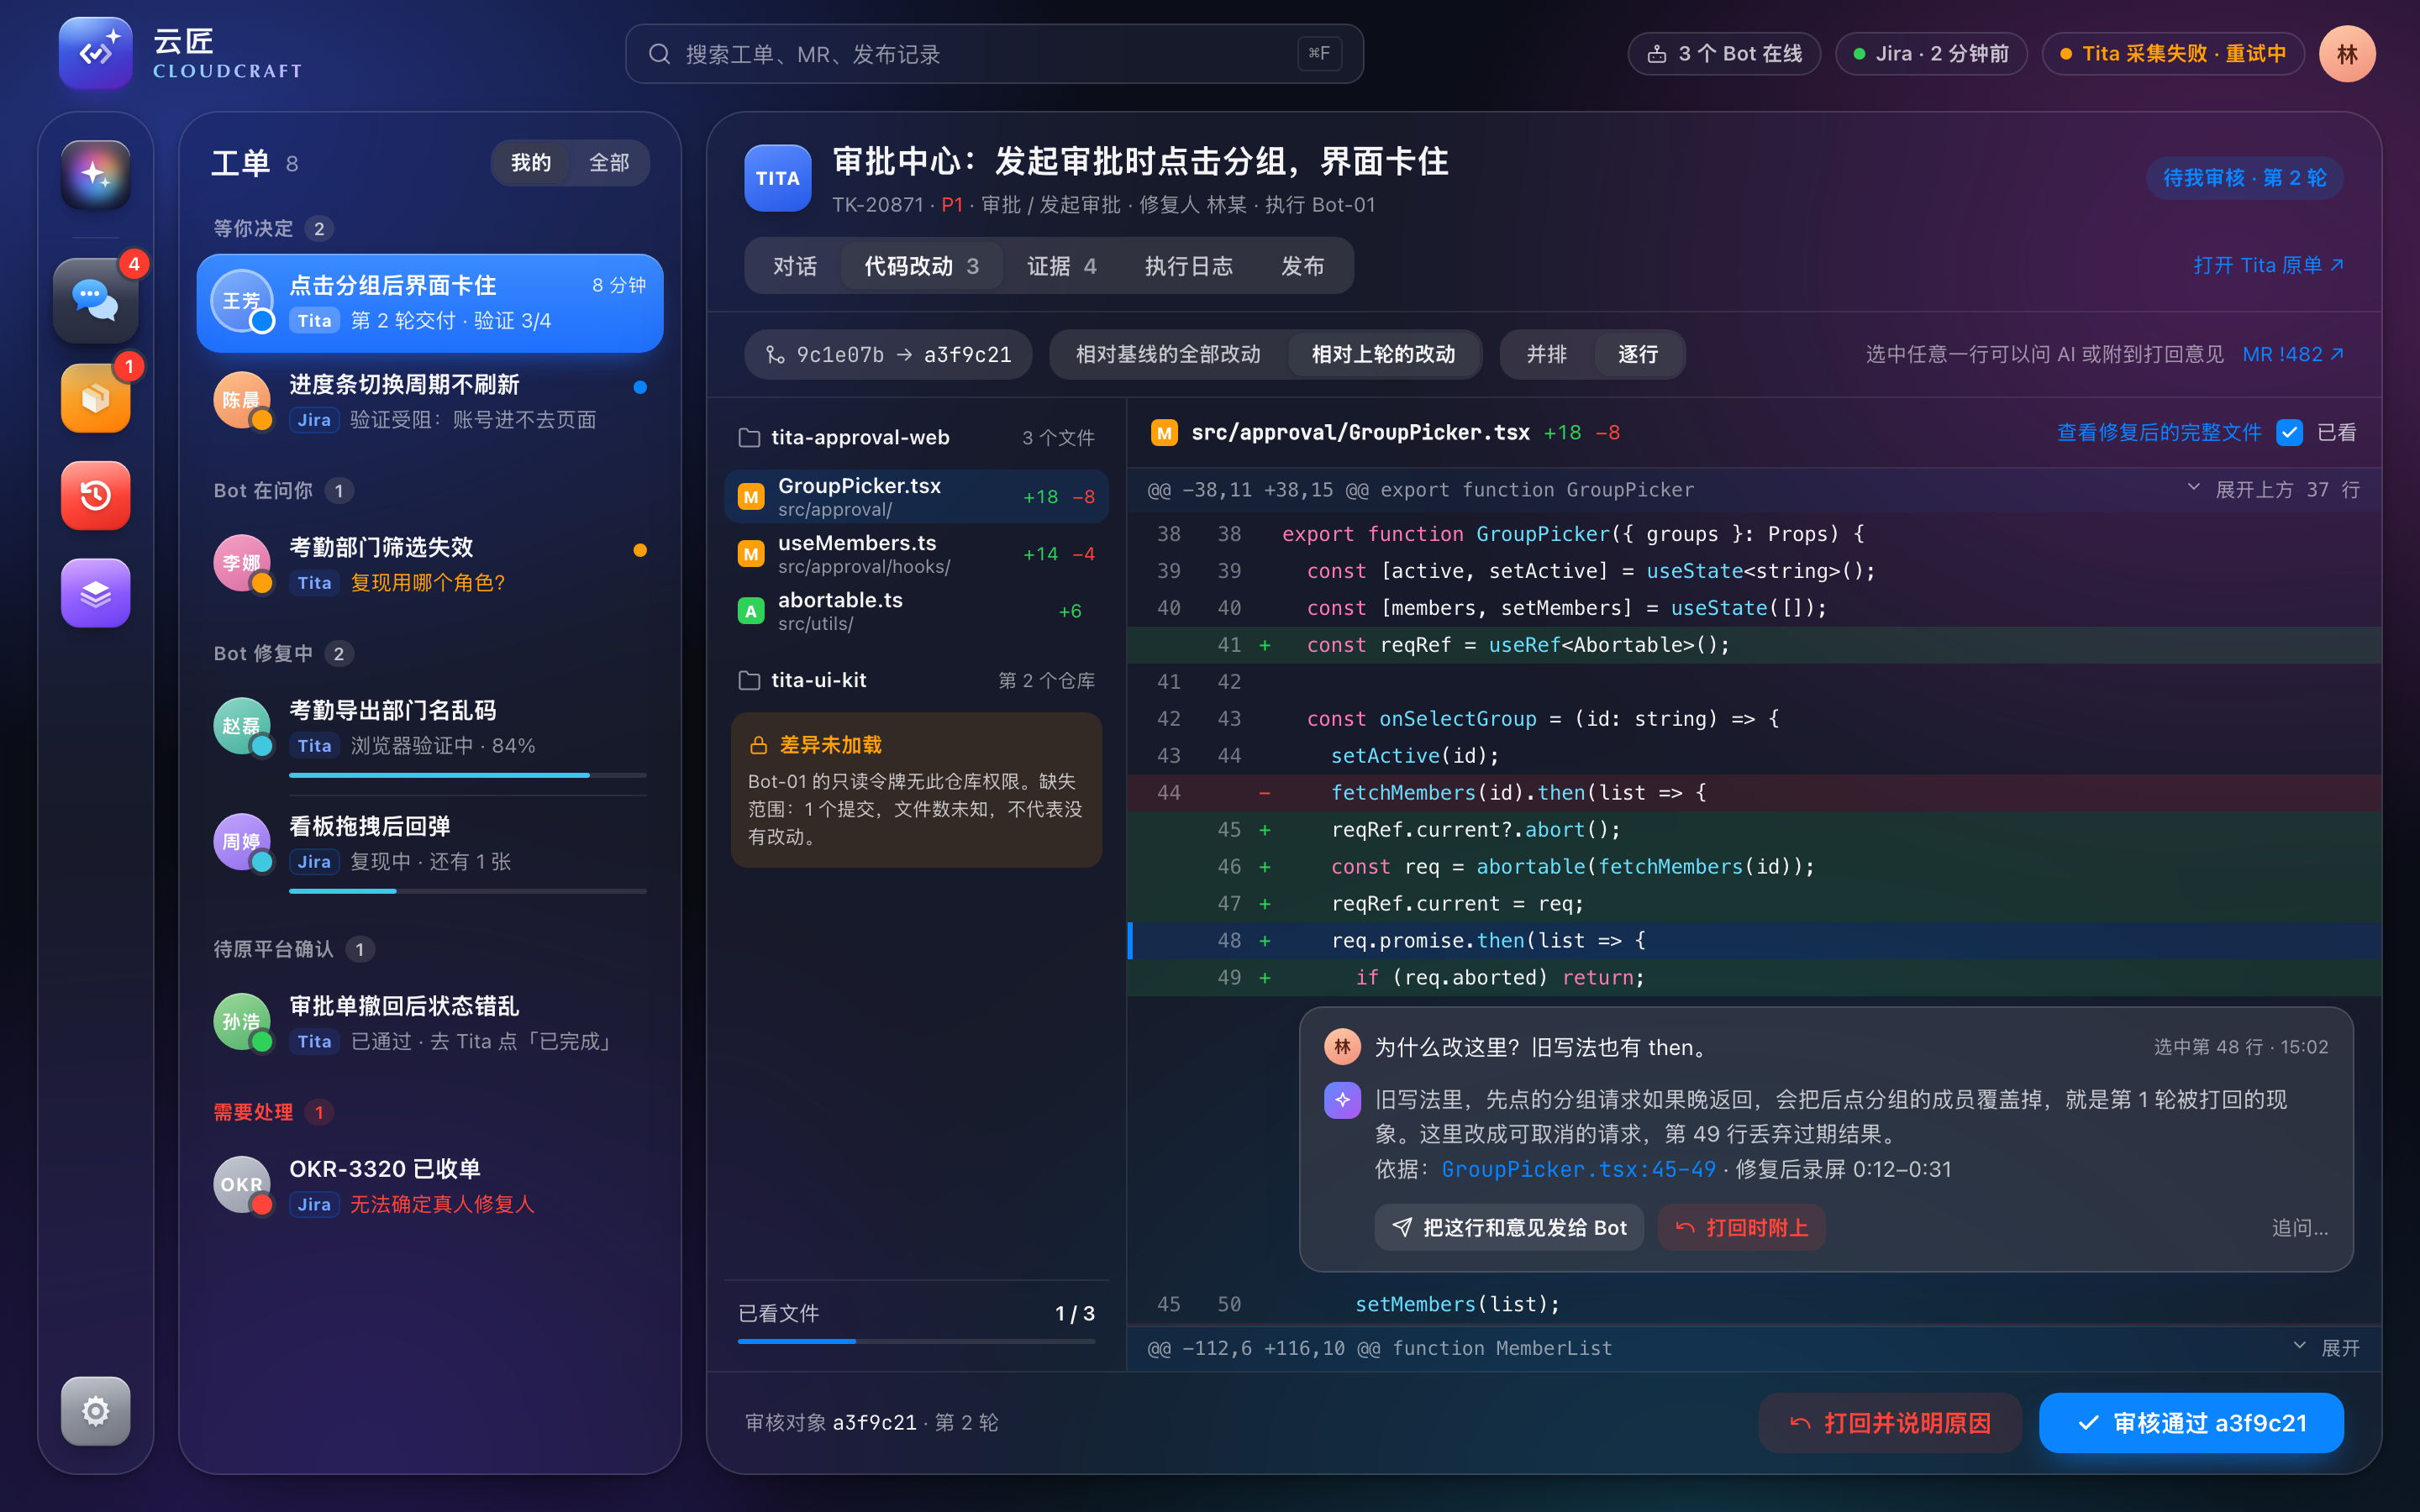 云匠
CLOUDCRAFT
搜索工单、MR、发布记录
⌘F
3 个 Bot 在线
Jira · 2 分钟前
Tita 采集失败 · 重试中
林
4
1
工单 8
我的 全部
等你决定 2
王芳
点击分组后界面卡住 8 分钟
Tita 第 2 轮交付 · 验证 3/4
陈晨
进度条切换周期不刷新
Jira 验证受阻：账号进不去页面
Bot 在问你 1
李娜
考勤部门筛选失效
Tita 复现用哪个角色?
Bot 修复中 2
赵磊
考勤导出部门名乱码
Tita 浏览器验证中 · 84%
周婷
看板拖拽后回弹
Jira 复现中 · 还有 1 张
待原平台确认 1
孙浩
审批单撤回后状态错乱
Tita 已通过 · 去 Tita 点「已完成」
需要处理 1
OKR
OKR-3320 已收单
Jira 无法确定真人修复人
TITA
审批中心：发起审批时点击分组，界面卡住
TK-20871 · P1 · 审批 / 发起审批 · 修复人 林某 · 执行 Bot-01
待我审核 · 第 2 轮
对话 代码改动 3 证据 4 执行日志 发布
打开 Tita 原单 ↗
9c1e07b → a3f9c21
相对基线的全部改动 相对上轮的改动
并排 逐行
选中任意一行可以问 AI 或附到打回意见 MR !482 ↗
tita-approval-web 3 个文件
M GroupPicker.tsx +18 −8
src/approval/
M useMembers.ts +14 −4
src/approval/hooks/
A abortable.ts +6
src/utils/
tita-ui-kit 第 2 个仓库
差异未加载
Bot-01 的只读令牌无此仓库权限。缺失
范围：1 个提交，文件数未知，不代表没
有改动。
已看文件 1 / 3
M src/approval/GroupPicker.tsx +18 −8
查看修复后的完整文件 已看
@@ −38,11 +38,15 @@ export function GroupPicker 展开上方 37 行
38 38 export function GroupPicker({ groups }: Props) {
39 39 const [active, setActive] = useState<string>();
40 40 const [members, setMembers] = useState([]);
41 + const reqRef = useRef<Abortable>();
41 42
42 43 const onSelectGroup = (id: string) => {
43 44 setActive(id);
44 − fetchMembers(id).then(list => {
45 + reqRef.current?.abort();
46 + const req = abortable(fetchMembers(id));
47 + reqRef.current = req;
48 + req.promise.then(list => {
49 + if (req.aborted) return;
林 为什么改这里？旧写法也有 then。 选中第 48 行 · 15:02
旧写法里，先点的分组请求如果晚返回，会把后点分组的成员覆盖掉，就是第 1 轮被打回的现
象。这里改成可取消的请求，第 49 行丢弃过期结果。
依据：GroupPicker.tsx:45–49 · 修复后录屏 0:12–0:31
把这行和意见发给 Bot 打回时附上 追问…
45 50 setMembers(list);
@@ −112,6 +116,10 @@ function MemberList 展开
审核对象 a3f9c21 · 第 2 轮
打回并说明原因
审核通过 a3f9c21